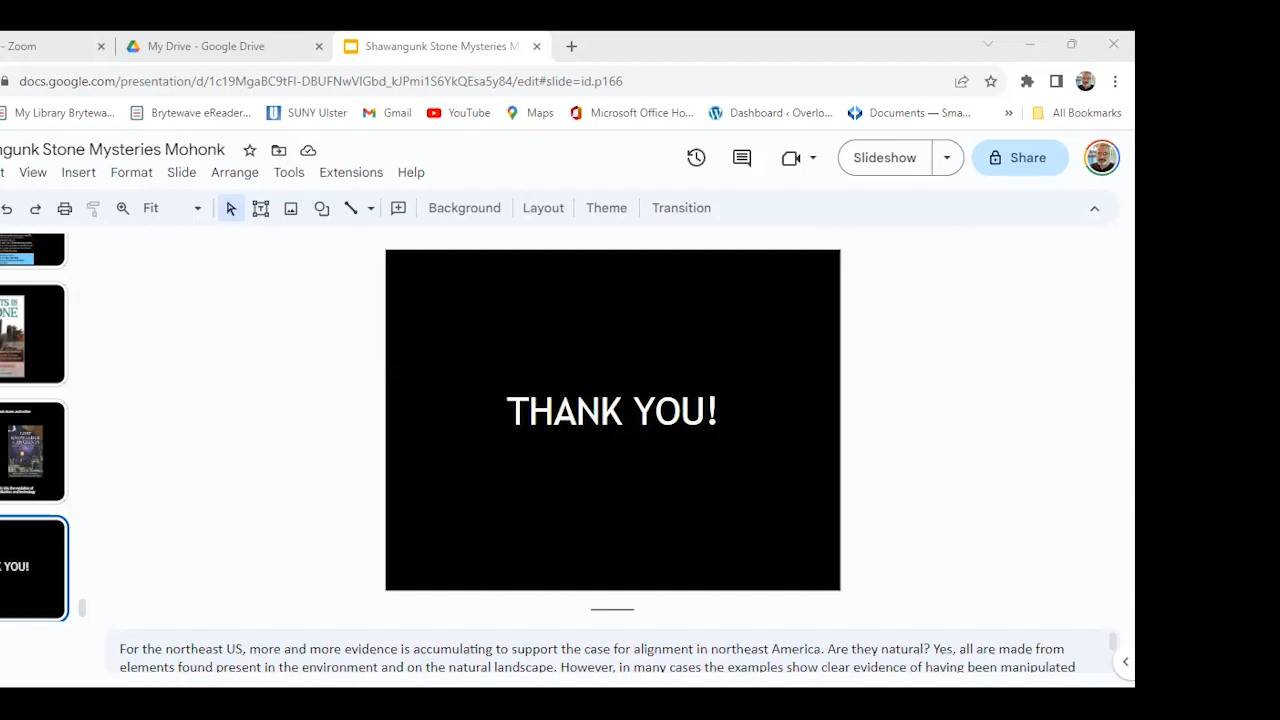 - Zoom
My Drive - Google Drive
Shawangunk Stone Mysteries M
docs.google.com/presentation/d/1c19MgaBC9tFI-DBUFNwVIGbd_kJPmi1S6YkQEsa5y84/edit#slide=id.p166
My Library Brytewa...
Brytewave eReader...
SUNY Ulster
Gmail
YouTube
Maps
Microsoft Office Ho...
Dashboard ‹ Overlo...
Documents — Sma...
»
All Bookmarks
ngunk Stone Mysteries Mohonk
Slideshow
Share
t View Insert Format Slide Arrange Tools Extensions Help
Fit
Background
Layout
Theme
Transition
TS IN
ONE
THANK YOU!
K YOU!
For the northeast US, more and more evidence is accumulating to support the case for alignment in northeast America. Are they natural? Yes, all are made from
elements found present in the environment and on the natural landscape. However, in many cases the examples show clear evidence of having been manipulated